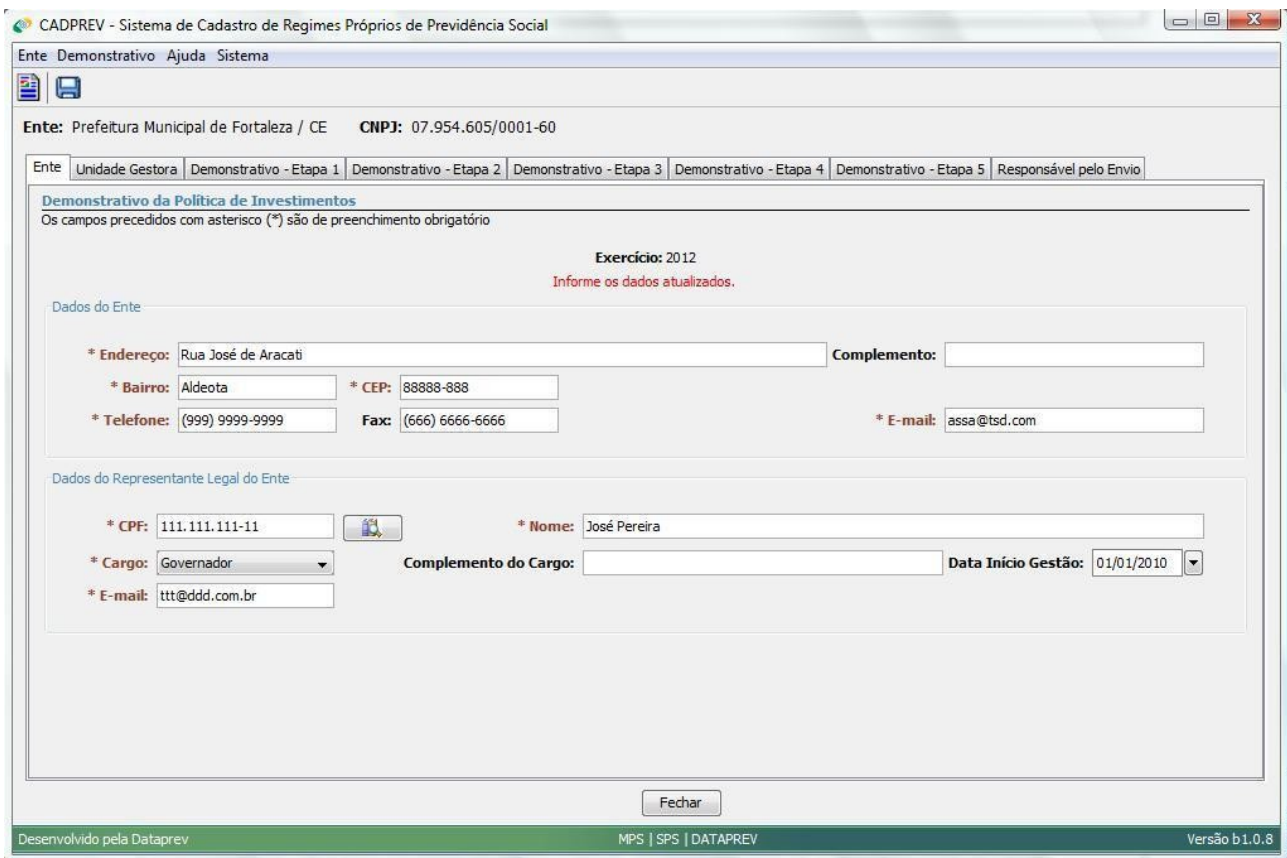 CADPREV - Sistema de Cadastro de Regimes Próprios de Previdência Social
Ente Demonstrativo Ajuda Sistema
Ente: Prefeitura Municipal de Fortaleza / CE CNPJ: 07.954.605/0001-60
Ente Unidade Gestora Demonstrativo - Etapa 1 Demonstrativo - Etapa 2 Demonstrativo - Etapa 3 Demonstrativo - Etapa 4 Demonstrativo - Etapa 5 Responsável pelo Envio
Demonstrativo da Política de Investimentos
Os campos precedidos com asterisco (*) são de preenchimento obrigatório
Exercício: 2012
Informe os dados atualizados.
Dados do Ente
* Endereço: Rua José de Aracati Complemento:
* Bairro: Aldeota * CEP: 88888-888
* Telefone: (999) 9999-9999 Fax: (666) 6666-6666 * E-mail: assa@tsd.com
Dados do Representante Legal do Ente
* CPF: 111.111.111-11 * Nome: José Pereira
* Cargo: Governador Complemento do Cargo: Data Início Gestão: 01/01/2010
* E-mail: ttt@ddd.com.br
Fechar
Desenvolvido pela Dataprev MPS | SPS | DATAPREV Versão b1.0.8